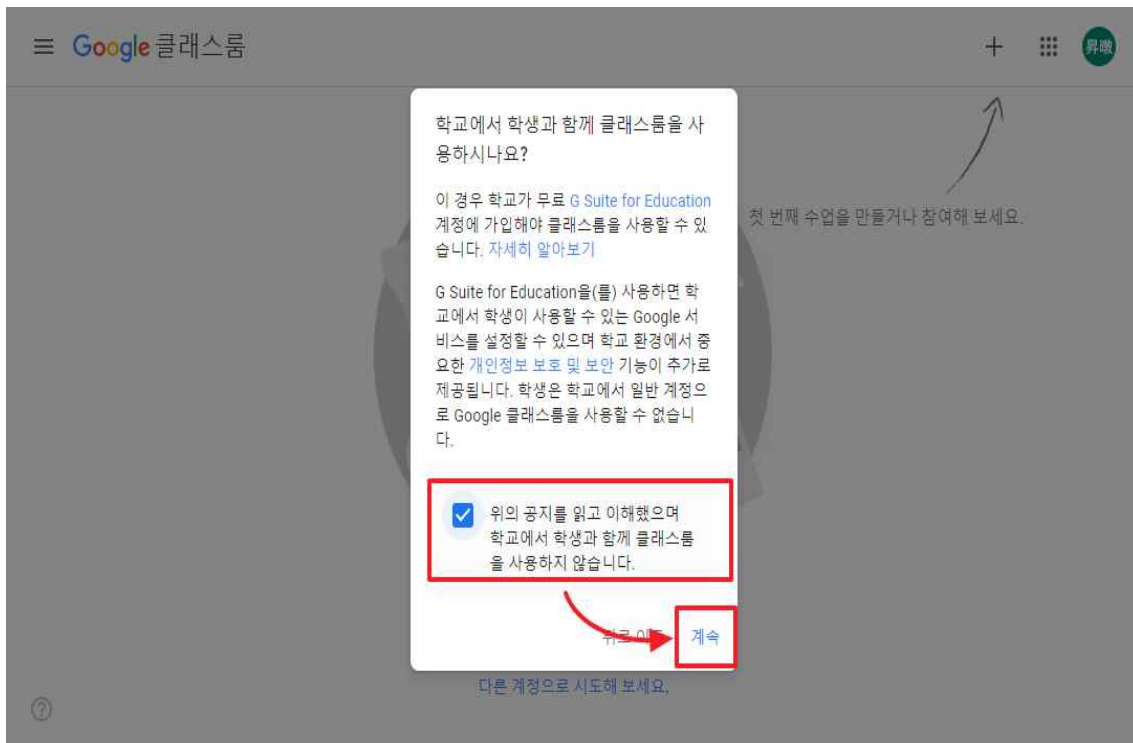 Google 클래스룸
昇暾
학교에서 학생과 함께 클래스룸을 사
용하시나요?
이 경우 학교가 무료 G Suite for Education
계정에 가입해야 클래스룸을 사용할 수 있
습니다. 자세히 알아보기
G Suite for Education을(를) 사용하면 학
교에서 학생이 사용할 수 있는 Google 서
비스를 설정할 수 있으며 학교 환경에서 중
요한 개인정보 보호 및 보안 기능이 추가로
제공됩니다. 학생은 학교에서 일반 계정으
로 Google 클래스룸을 사용할 수 없습니
다.
첫 번째 수업을 만들거나 참여해 보세요.
위의 공지를 읽고 이해했으며
학교에서 학생과 함께 클래스룸
을 사용하지 않습니다.
뒤로 이동 계속
다른 계정으로 시도해 보세요.